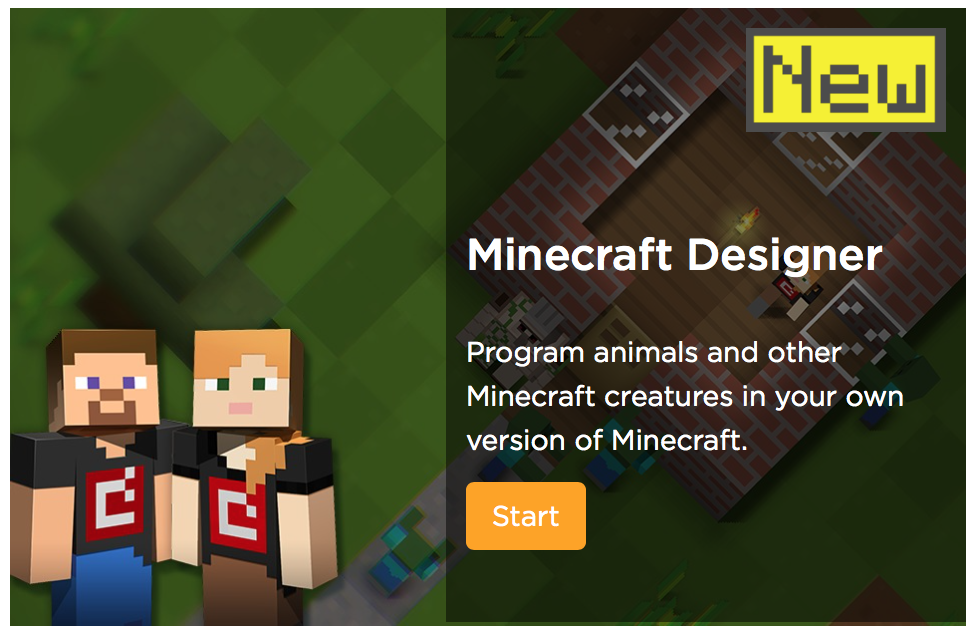 New
Minecraft Designer
Program animals and other
Minecraft creatures in your own
version of Minecraft.
Start